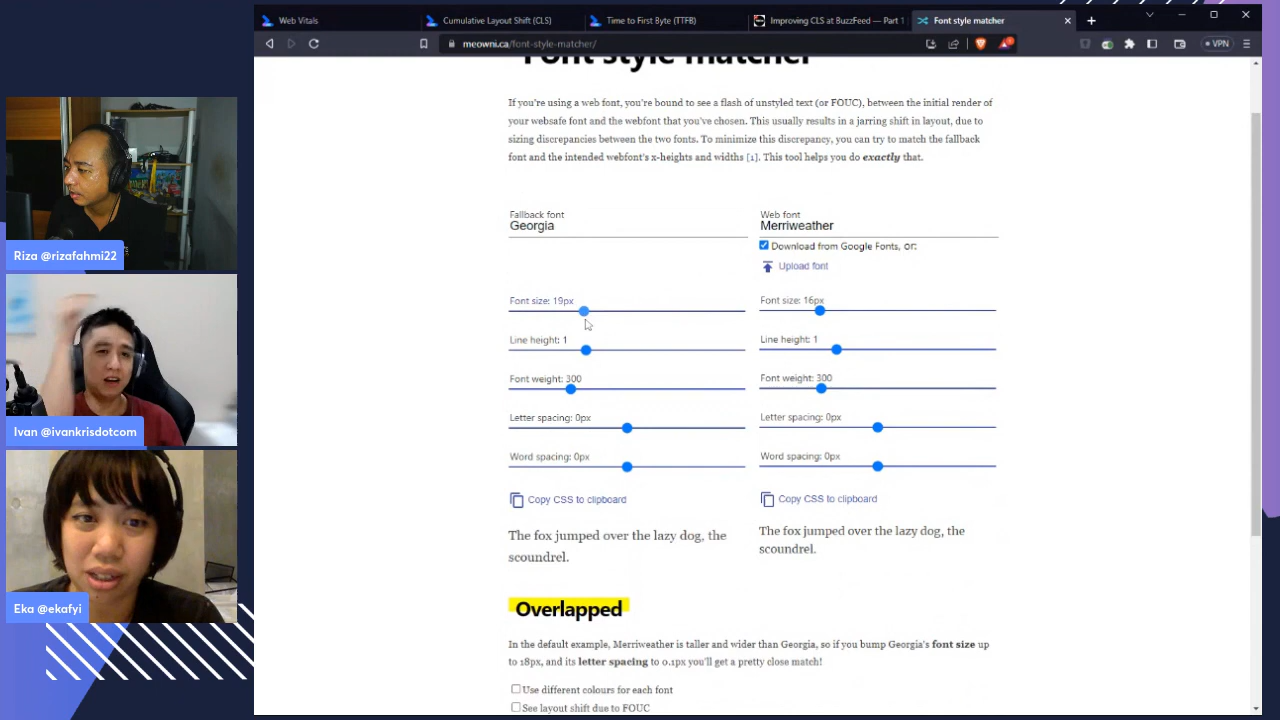 Web Vitals
Cumulative Layout Shift (CLS)
Time to First Byte (TTFB)
Improving CLS at BuzzFeed — Part 1
Font style matcher
meowni.ca/font-style-matcher/
VPN
Font style matcher
If you're using a web font, you're bound to see a flash of unstyled text (or FOUC), between the initial render of
your websafe font and the webfont that you've chosen. This usually results in a jarring shift in layout, due to
sizing discrepancies between the two fonts. To minimize this discrepancy, you can try to match the fallback
font and the intended webfont's x-heights and widths [1]. This tool helps you do exactly that.
Fallback font
Georgia
Font size: 19px
Line height: 1
Font weight: 300
Letter spacing: 0px
Word spacing: 0px
Copy CSS to clipboard
The fox jumped over the lazy dog, the
scoundrel.
Web font
Merriweather
Download from Google Fonts, or:
Upload font
Font size: 16px
Line height: 1
Font weight: 300
Letter spacing: 0px
Word spacing: 0px
Copy CSS to clipboard
The fox jumped over the lazy dog, the
scoundrel.
Overlapped
In the default example, Merriweather is taller and wider than Georgia, so if you bump Georgia's font size up
to 18px, and its letter spacing to 0.1px you'll get a pretty close match!
Use different colours for each font
See layout shift due to FOUC
Riza @rizafahmi22
Ivan @ivankrisdotcom
Eka @ekafyi